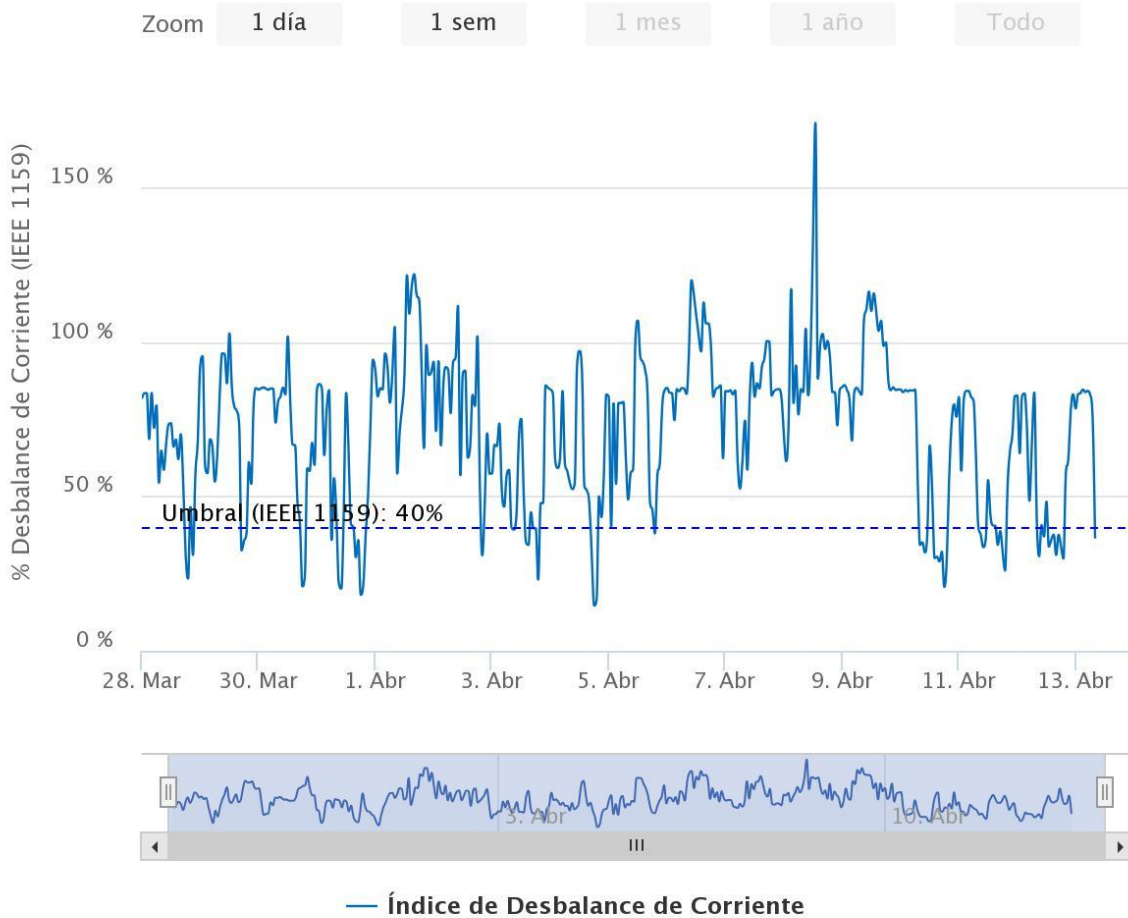 Zoom 1 día 1 sem 1 mes 1 año Todo
% Desbalance de Corriente (IEEE 1159)
150 %
100 %
50 %
Umbral (IEEE 1159): 40%
0 %
28. Mar 30. Mar 1. Abr 3. Abr 5. Abr 7. Abr 9. Abr 11. Abr 13. Abr
3. Abr 10. Abr
Índice de Desbalance de Corriente